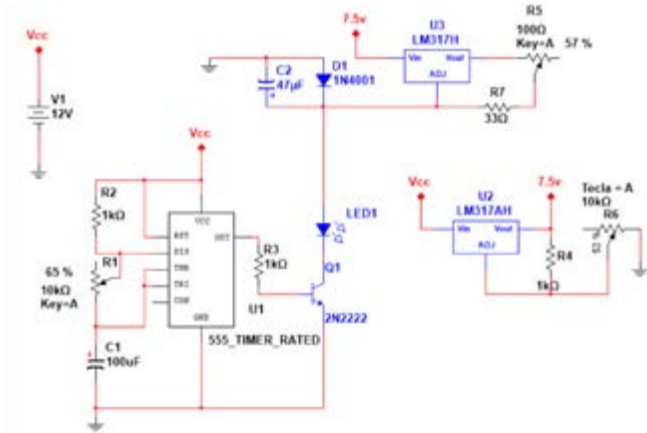 Vcc
V1
12V
7.5v
U3
LM317H
Vin
Vout
ADJ
R5
100Ω
Key=A
57 %
D1
1N4001
C2
47µF
R7
33Ω
Vcc
R2
1kΩ
R1
65 %
10kΩ
Key=A
C1
100uF
VCC
RST
DIS
THR
TRI
CON
OUT
GND
U1
555_TIMER_RATED
R3
1kΩ
LED1
Q1
2N2222
Vcc
U2
LM317AH
Vin
Vout
ADJ
7.5v
R4
1kΩ
Tecla = A
10kΩ
R6